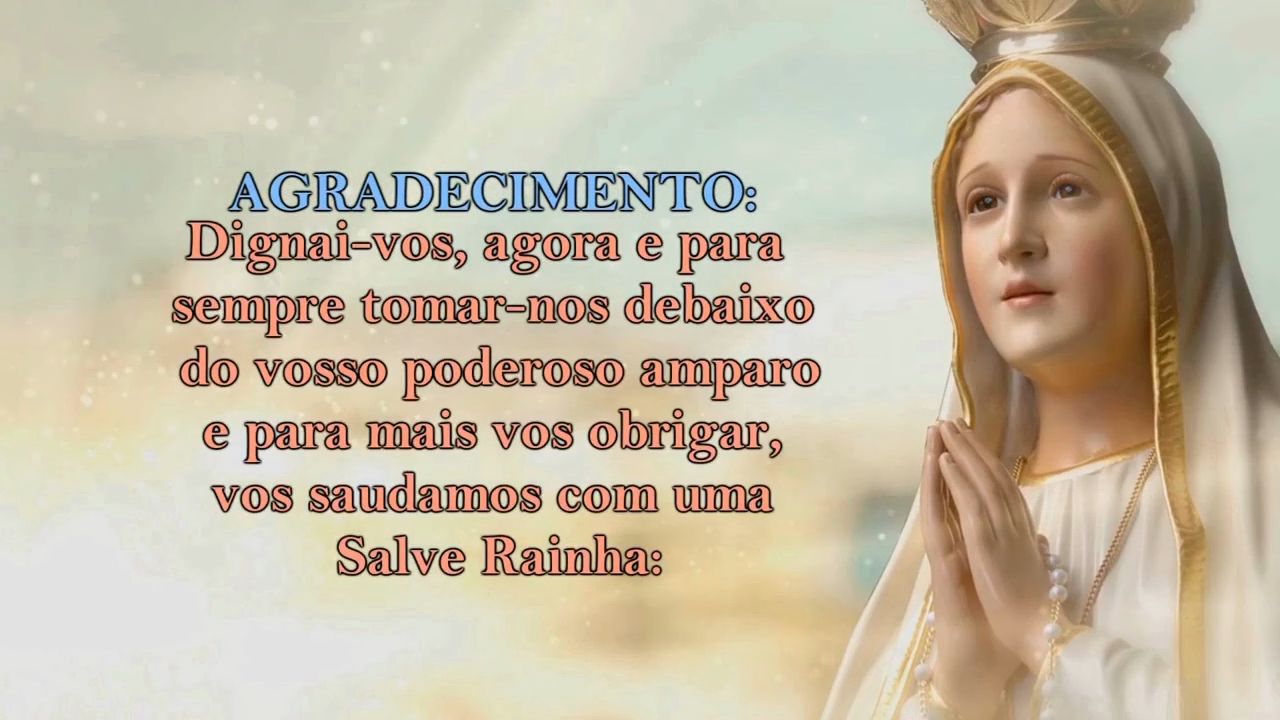 AGRADECIMENTO:
Dignai-vos, agora e para
sempre tomar-nos debaixo
do vosso poderoso amparo
e para mais vos obrigar,
vos saudamos com uma
Salve Rainha: